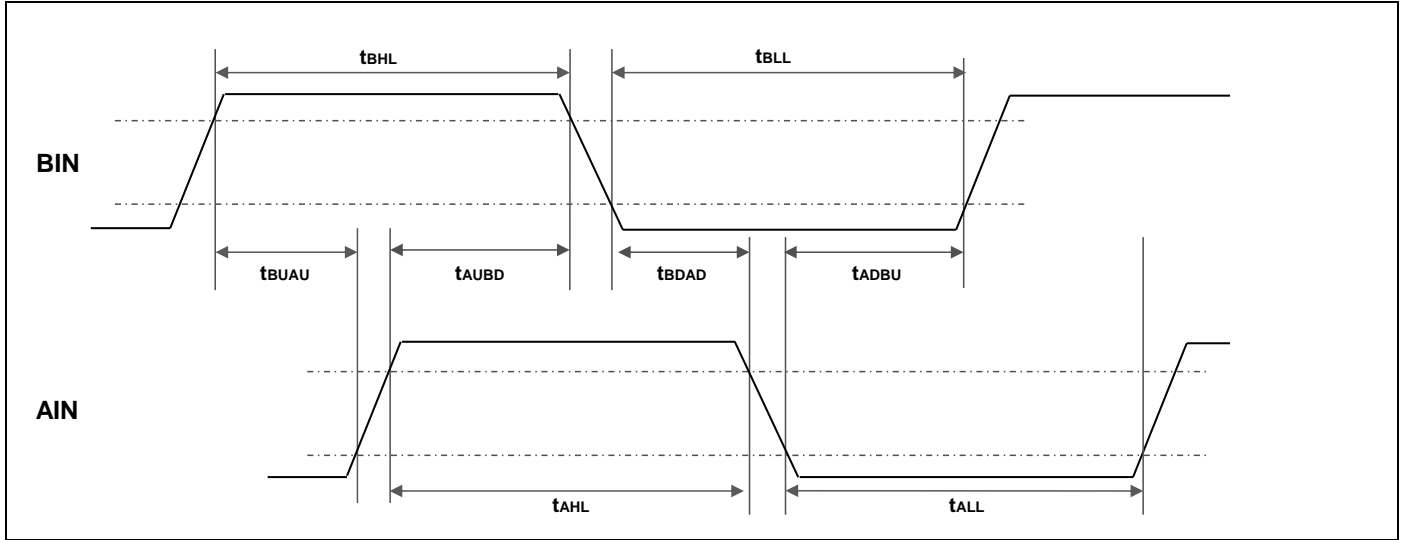 tBHL
tBLL
BIN
tBUAU
tAUBD
tBDAD
tADBU
AIN
tAHL
tALL